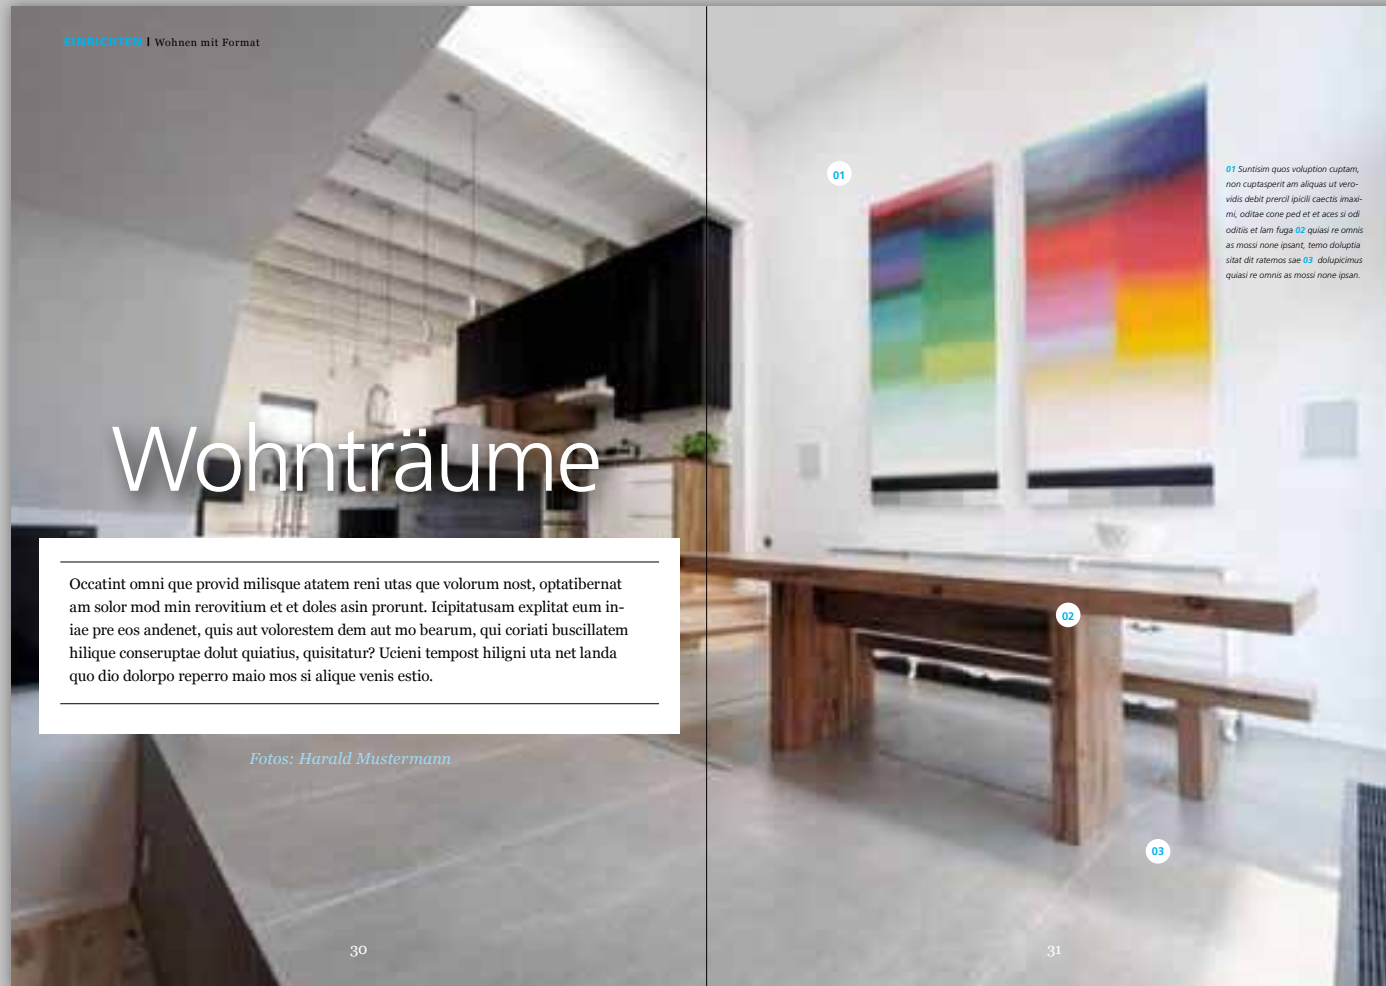 EINRICHTEN | Wohnen mit Format
01
01 Suntisim quos voluption cuptam,
non cuptasperit am aliquas ut vero-
vidis debit prercil ipicili caectis imaxi-
mi, oditae cone ped et et aces si odi
oditiis et lam fuga 02 quiasi re omnis
as mossi none ipsant, temo doluptia
sitat dit ratemos sae 03 dolupicimus
quasi re omnis as mossi none ipsan.
Wohnträume
Occatint omni que provid milisque atatem reni utas que volorum nost, optatibernat
am solor mod min rerovitium et et doles asin prorunt. Icipitatusam explitat eum in-
iae pre eos andenet, quis aut volorestem dem aut mo bearum, qui coriati buscillatem
hilique conseruptae dolut quiatius, quisitatur? Ucieni tempost hiligni uta net landa
quo dio dolorpo reperro maio mos si alique venis estio.
02
Fotos: Harald Mustermann
03
30
31